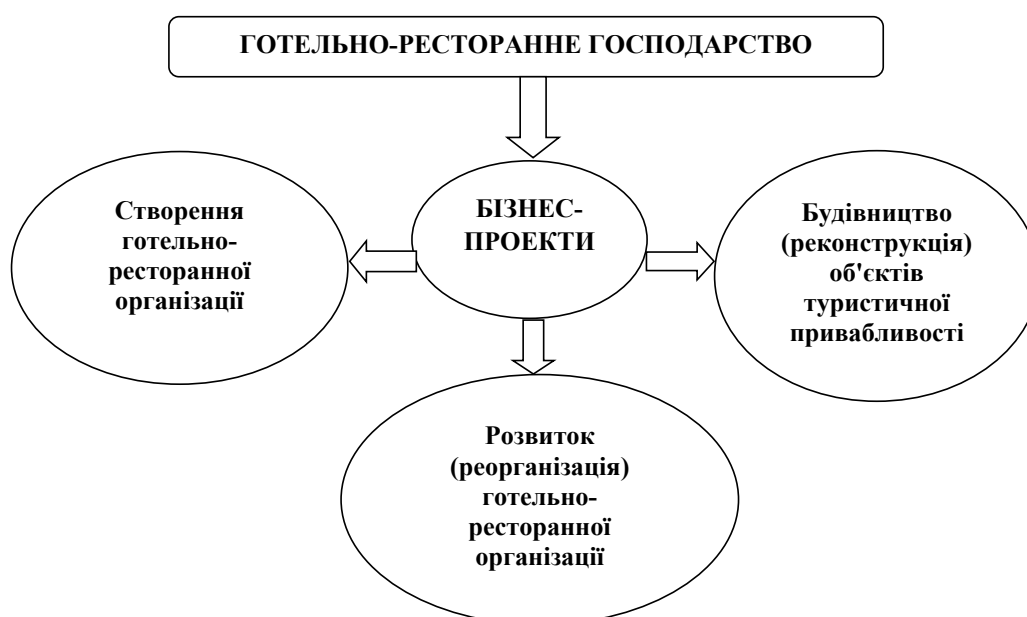 ГОТЕЛЬНО-РЕСТОРАННЕ ГОСПОДАРСТВО
БІЗНЕС-
ПРОЕКТИ
Створення
готельно-
ресторанної
організації
Будівництво
(реконструкція)
об'єктів
туристичної
привабливості
Розвиток
(реорганізація)
готельно-
ресторанної
організації